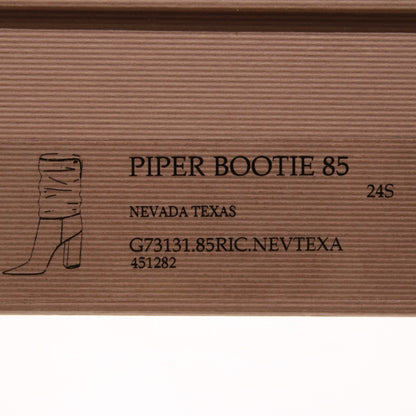 PIPER BOOTIE 85
24S
NEVADA TEXAS
G73131.85RIC.NEVTEXA
451282